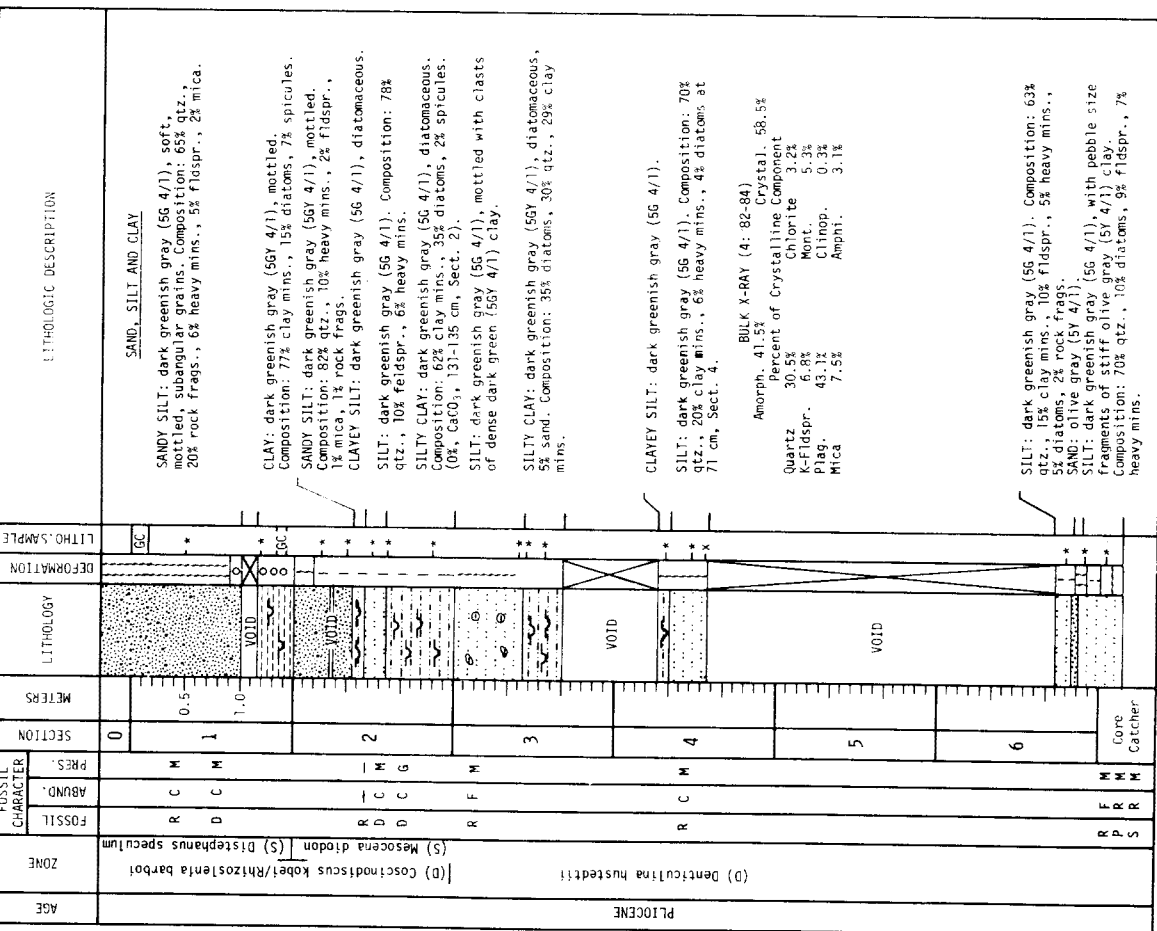 AGE
ZONE
FOSSIL CHARACTER
FOSSIL
ABUND.
PRES.
SECTION
METERS
LITHOLOGY
DEFORMATION
LITHO.SAMPLE
LITHOLOGIC DESCRIPTION
PLIOCENE
(D) Denticulina hustedtii
(D) Coscinodiscus kobei/Rhizoslenia barboi
(S) Mesocena diodon
(S) Distephanus speculum
R C M
D C M
R – –
D C M
D C G
R F M
R C M
R F M
P R M
S R M
0
1
2
3
4
5
6
Core
Catcher
0.5
1.0
VOID
VOID
VOID
VOID
GC
GC
SAND, SILT AND CLAY
SANDY SILT: dark greenish gray (5G 4/1), soft,
mottled, subangular grains. Composition: 65% qtz.,
20% rock frags., 6% heavy mins., 5% fldspr., 2% mica.
CLAY: dark greenish gray (5GY 4/1), mottled.
Composition: 77% clay mins., 15% diatoms, 7% spicules.
SANDY SILT: dark greenish gray (5GY 4/1), mottled.
Composition: 82% qtz., 10% heavy mins., 2% fldspr.,
1% mica, 1% rock frags.
CLAYEY SILT: dark greenish gray (5G 4/1), diatomaceous.
SILT: dark greenish gray (5G 4/1). Composition: 78%
qtz., 10% feldspr., 6% heavy mins.
SILTY CLAY: dark greenish gray (5G 4/1), diatomaceous.
Composition: 62% clay mins., 35% diatoms, 2% spicules.
(0%, CaCO₃, 131-135 cm, Sect. 2).
SILT: dark greenish gray (5G 4/1), mottled with clasts
of dense dark green (5GY 4/1) clay.
SILTY CLAY: dark greenish gray (5GY 4/1), diatomaceous,
5% sand. Composition: 35% diatoms, 30% qtz., 29% clay
mins.
CLAYEY SILT: dark greenish gray (5G 4/1).
SILT: dark greenish gray (5G 4/1). Composition: 70%
qtz., 20% clay mins., 6% heavy mins., 4% diatoms at
71 cm, Sect. 4.
BULK X-RAY (4: 82-84)
Amorph. 41.5% Crystal. 58.5%
Percent of Crystalline Component
Quartz 30.5% Chlorite 3.2%
K-Fldspr. 6.8% Mont. 5.3%
Plag. 43.1% Clinop. 0.3%
Mica 7.5% Amphi. 3.1%
SILT: dark greenish gray (5G 4/1). Composition: 63%
qtz., 15% clay mins., 10% fldspr., 5% heavy mins.,
5% diatoms, 2% rock frags.
SAND: olive gray (5Y 4/1).
SILT: dark greenish gray (5G 4/1), with pebble size
fragments of stiff olive gray (5Y 4/1) clay.
Composition: 70% qtz., 10% diatoms, 9% fldspr., 7%
heavy mins.